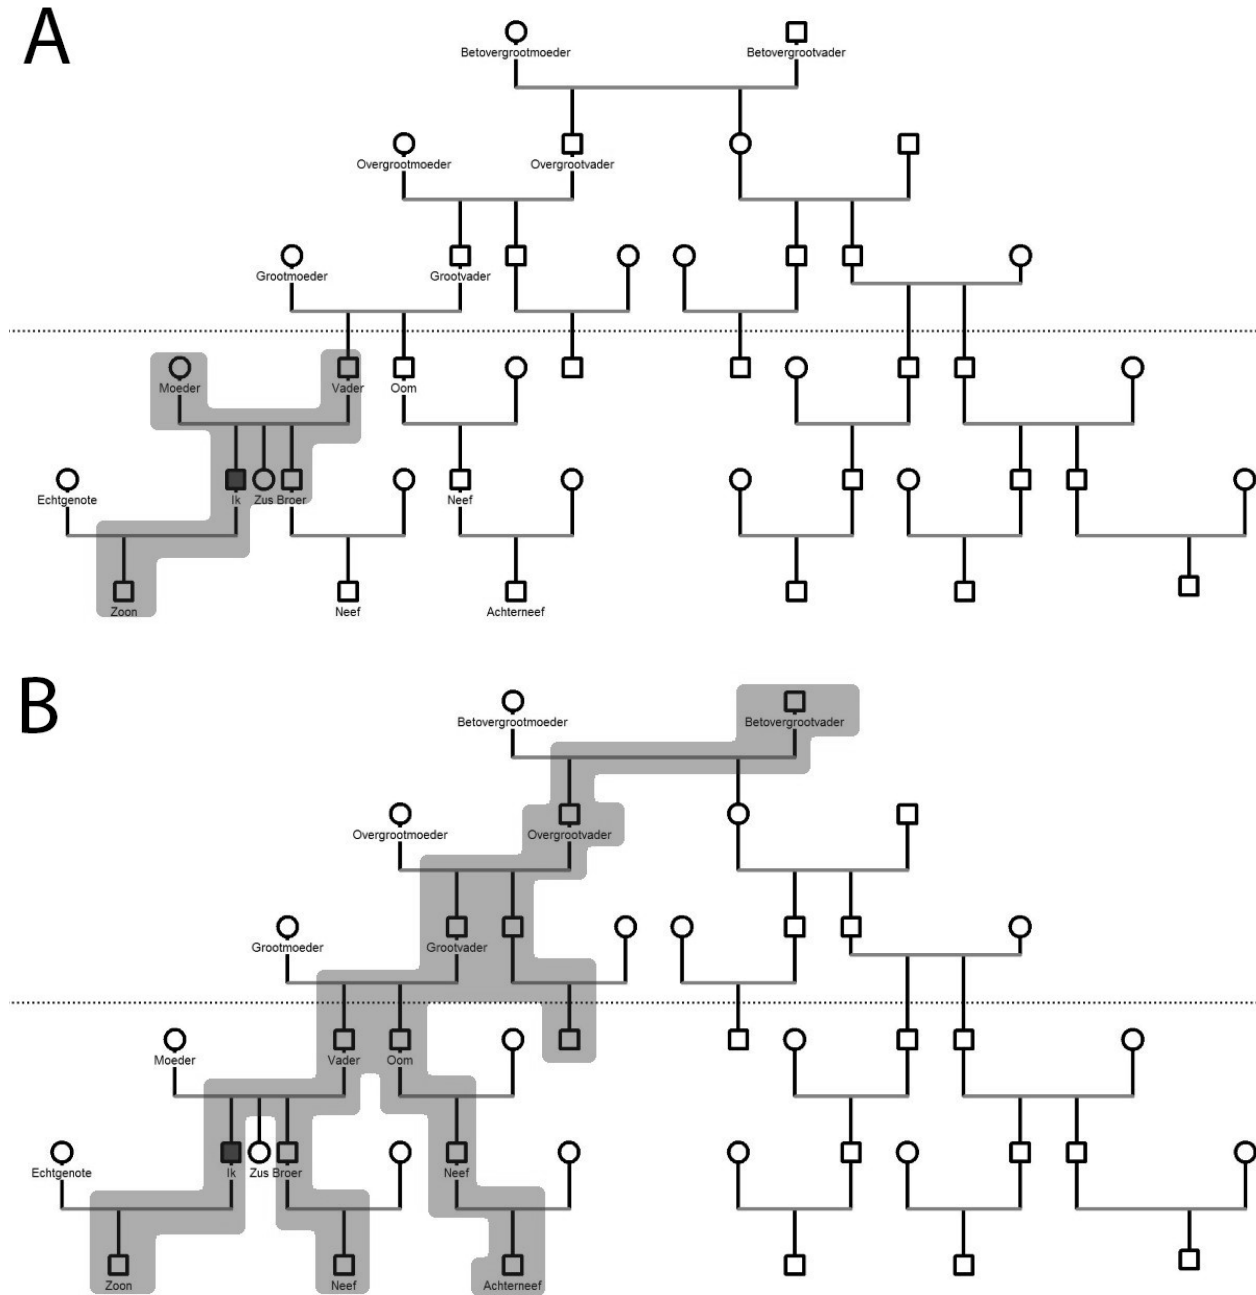 A
Betovergrootmoeder Betovergrootvader
Overgrootmoeder Overgrootvader
Grootmoeder Grootvader
Moeder Vader Oom
Echtgenote Ik Zus Broer Neef
Zoon Neef Achterneef
B
Betovergrootmoeder Betovergrootvader
Overgrootmoeder Overgrootvader
Grootmoeder Grootvader
Moeder Vader Oom
Echtgenote Ik Zus Broer Neef
Zoon Neef Achterneef